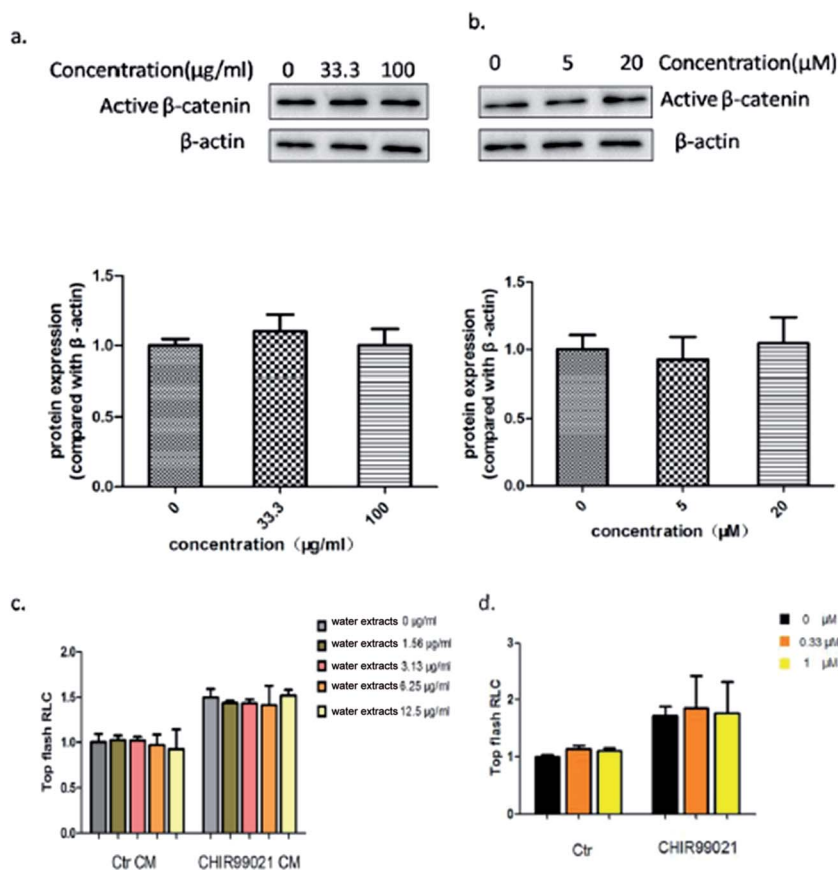 a.
Concentration(µg/ml) 0 33.3 100
Active β-catenin
β-actin
b.
0 5 20 Concentration(µM)
Active β-catenin
β-actin
protein expression
(compared with β -actin)
1.5
1.0
0.5
0.0
0 33.3 100
concentration（µg/ml）
protein expression
(compared with β -actin)
1.5
1.0
0.5
0.0
0 5 20
concentration （µM）
c.
Top flash RLC
2.0
1.5
1.0
0.5
0.0
Ctr CM CHIR99021 CM
water extracts 0 µg/ml
water extracts 1.56 µg/ml
water extracts 3.13 µg/ml
water extracts 6.25 µg/ml
water extracts 12.5 µg/ml
d.
Top flash RLC
3
2
1
0
Ctr CHIR99021
0 µM
0.33 µM
1 µM